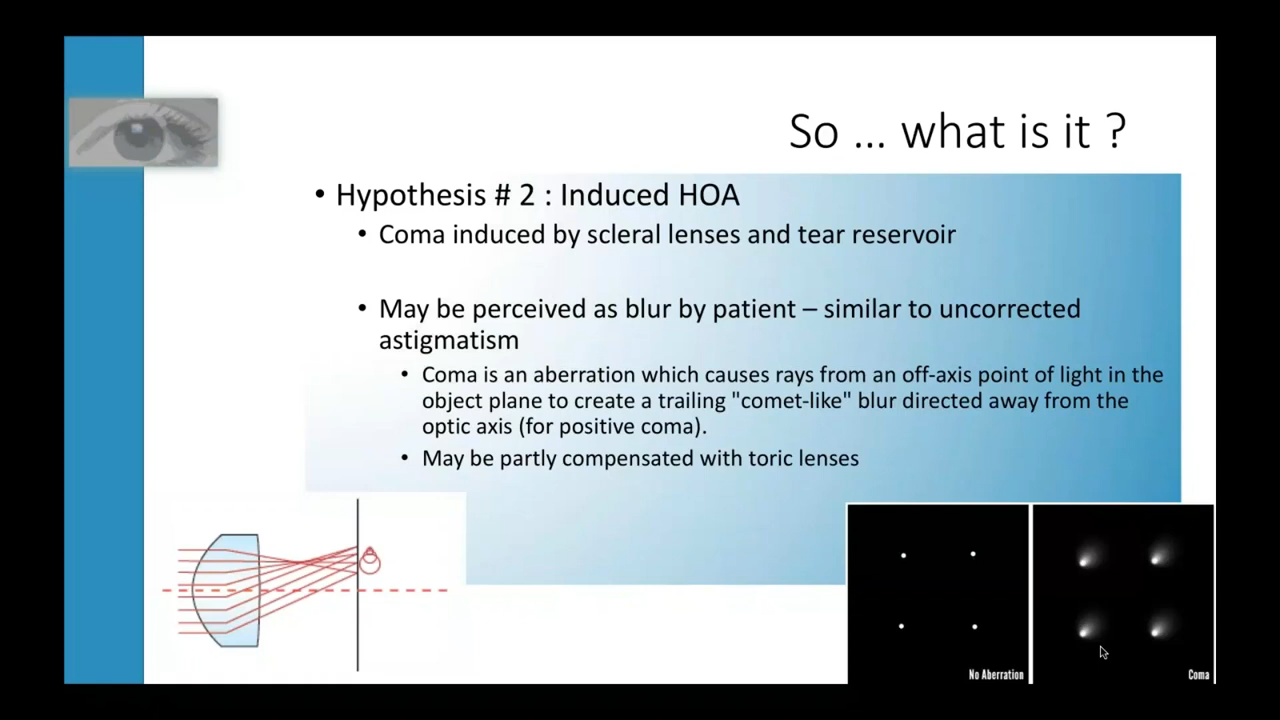 So ... what is it ?
• Hypothesis # 2 : Induced HOA
• Coma induced by scleral lenses and tear reservoir
• May be perceived as blur by patient – similar to uncorrected
astigmatism
• Coma is an aberration which causes rays from an off-axis point of light in the
object plane to create a trailing "comet-like" blur directed away from the
optic axis (for positive coma).
• May be partly compensated with toric lenses
No Aberration
Coma